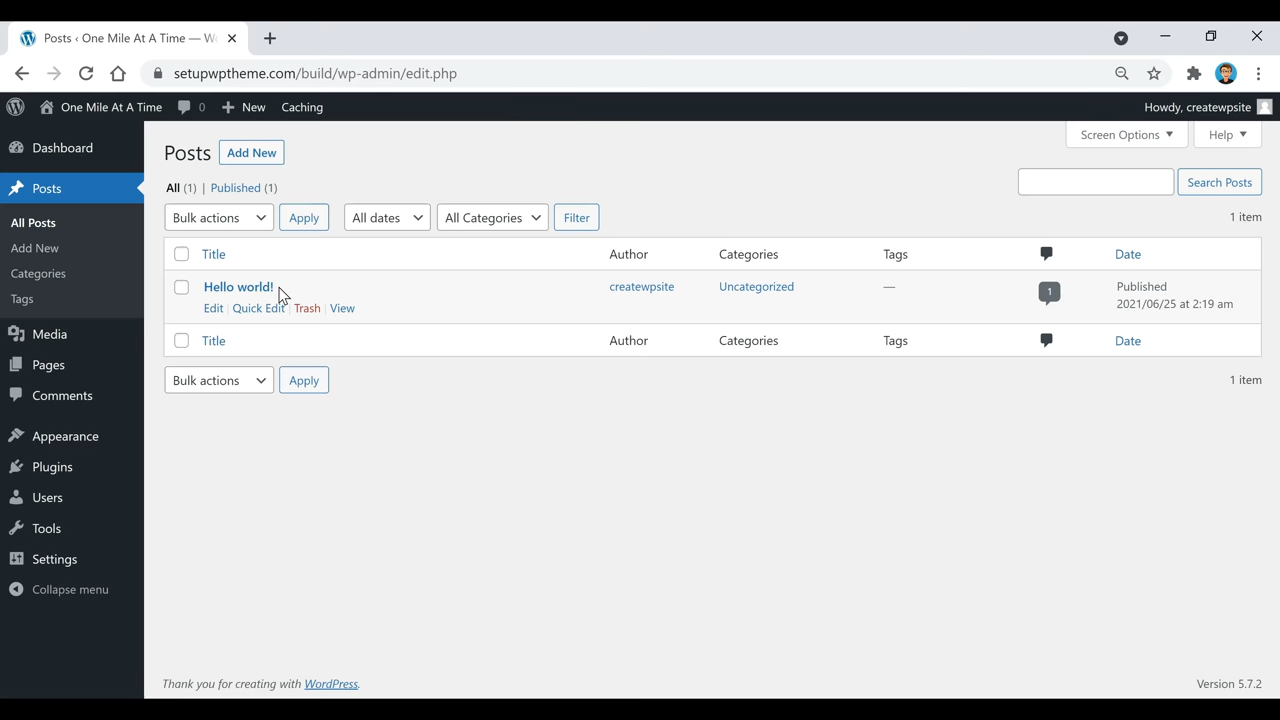 Posts ‹ One Mile At A Time — W
setupwptheme.com/build/wp-admin/edit.php
One Mile At A Time 0 New Caching Howdy, createwpsite
Screen Options Help
Dashboard
Posts
All Posts
Add New
Categories
Tags
Media
Pages
Comments
Appearance
Plugins
Users
Tools
Settings
Collapse menu
Posts Add New
All (1) | Published (1)
Search Posts
Bulk actions Apply All dates All Categories Filter 1 item
Title Author Categories Tags Date
Hello world! createwpsite Uncategorized — 1 Published
2021/06/25 at 2:19 am
Edit | Quick Edit | Trash | View
Title Author Categories Tags Date
Bulk actions Apply 1 item
Thank you for creating with WordPress. Version 5.7.2